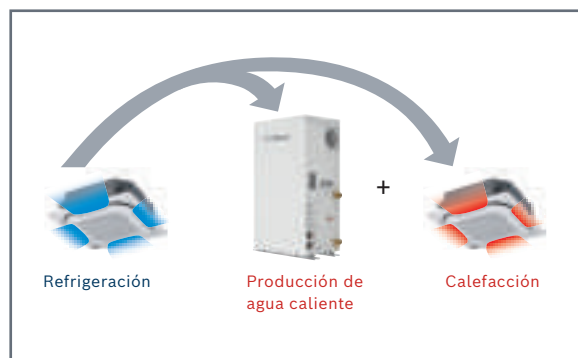 +
Refrigeración
Producción de
agua caliente
Calefacción